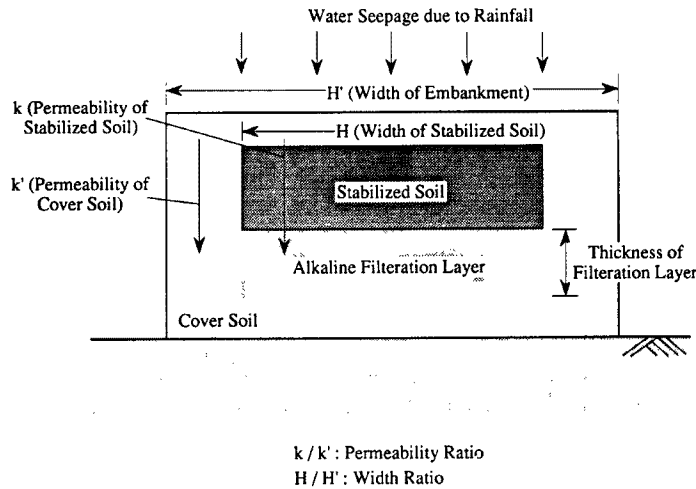 Water Seepage due to Rainfall
H' (Width of Embankment)
k (Permeability of
Stabilized Soil)
H (Width of Stabilized Soil)
k' (Permeability of
Cover Soil)
Stabilized Soil
Alkaline Filteration Layer
Thickness of
Filteration Layer
Cover Soil
k / k' : Permeability Ratio
H / H' : Width Ratio